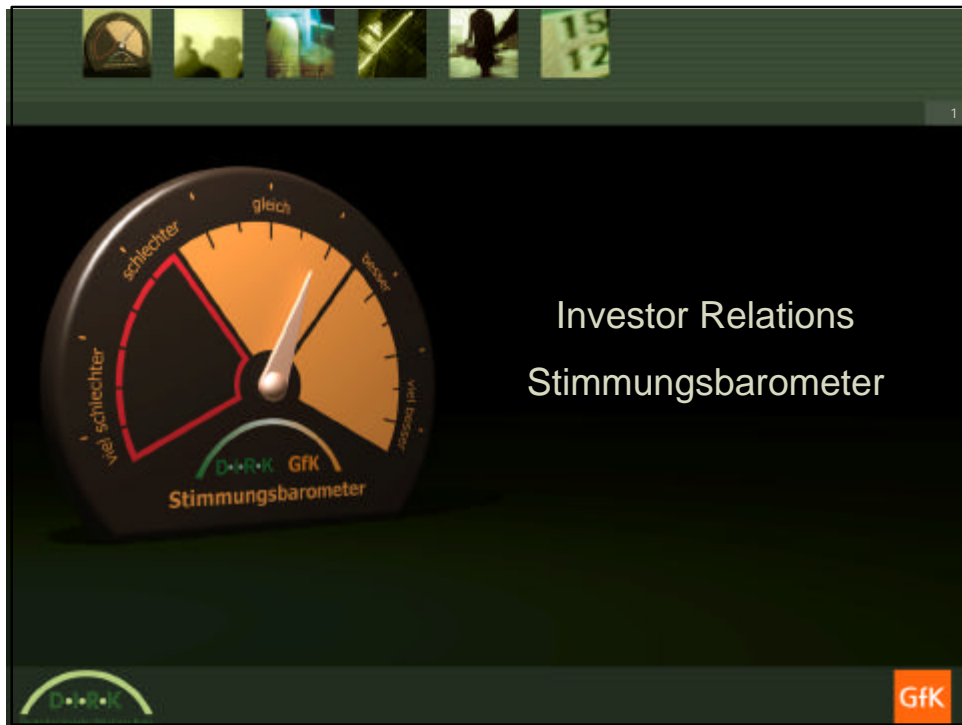 15
12
1
gleich
schlechter
besser
viel schlechter
viel besser
D•I•R•K GfK
Stimmungsbarometer
Investor Relations
Stimmungsbarometer
D•I•R•K
GfK